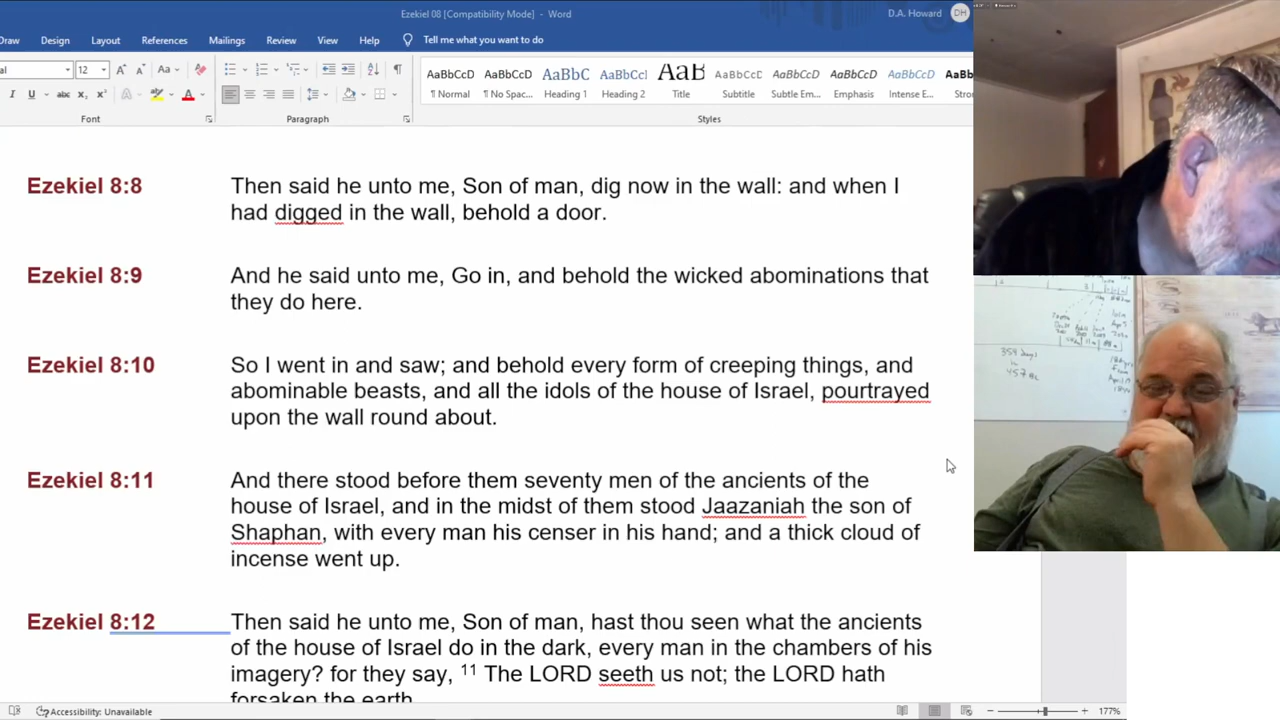 Ezekiel 08 [Compatibility Mode] - Word
D.A. Howard DH
Draw Design Layout References Mailings Review View Help Tell me what you want to do
12 Aa
AaBbCcD AaBbCcD AaBbC AaBbCcI AaB AaBbCcD AaBbCcD AaBbCcD AaBbCcD
¶ Normal ¶ No Spac... Heading 1 Heading 2 Title Subtitle Subtle Em... Emphasis Intense E...
Font Paragraph Styles
Ezekiel 8:8 Then said he unto me, Son of man, dig now in the wall: and when I
had digged in the wall, behold a door.
Ezekiel 8:9 And he said unto me, Go in, and behold the wicked abominations that
they do here.
Ezekiel 8:10 So I went in and saw; and behold every form of creeping things, and
abominable beasts, and all the idols of the house of Israel, pourtrayed
upon the wall round about.
Ezekiel 8:11 And there stood before them seventy men of the ancients of the
house of Israel, and in the midst of them stood Jaazaniah the son of
Shaphan, with every man his censer in his hand; and a thick cloud of
incense went up.
Ezekiel 8:12 Then said he unto me, Son of man, hast thou seen what the ancients
of the house of Israel do in the dark, every man in the chambers of his
imagery? for they say, 11 The LORD seeth us not; the LORD hath
forsaken the earth
Accessibility: Unavailable 177%